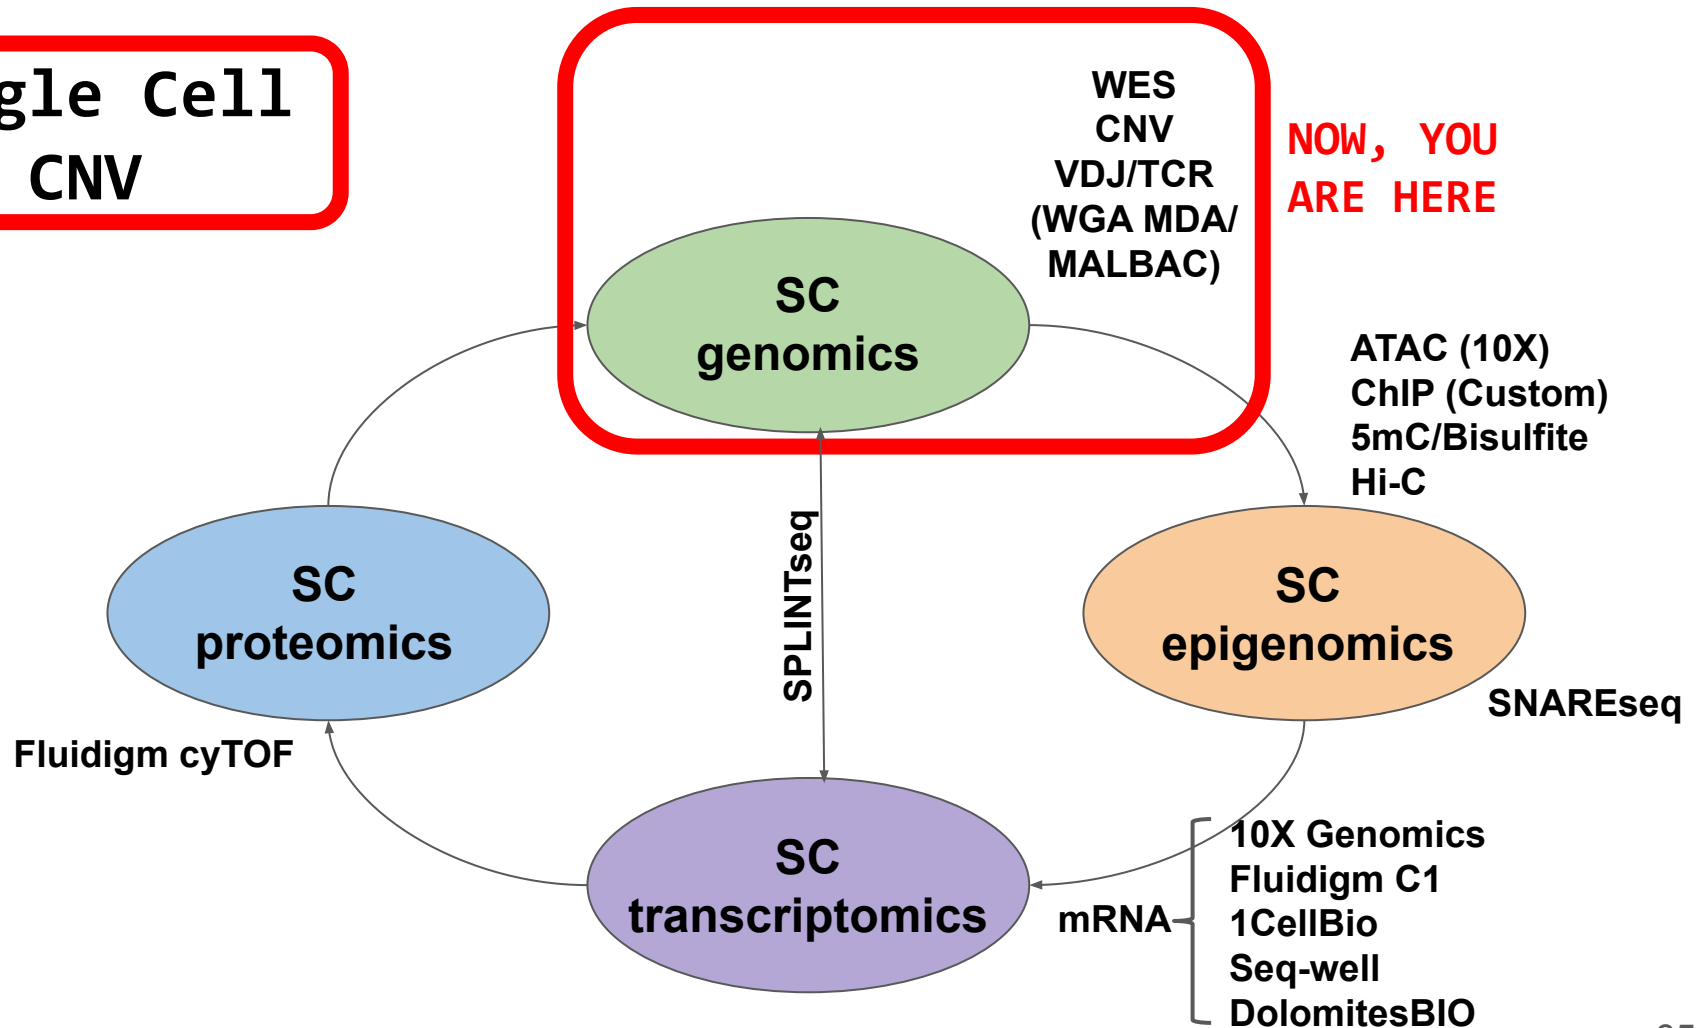 gle Cell
CNV
WES
CNV
VDJ/TCR
(WGA MDA/
MALBAC)
NOW, YOU
ARE HERE
SC
genomics
ATAC (10X)
ChIP (Custom)
5mC/Bisulfite
Hi-C
SPLINTseq
SC
proteomics
SC
epigenomics
SNAREseq
Fluidigm cyTOF
SC
transcriptomics
mRNA
10X Genomics
Fluidigm C1
1CellBio
Seq-well
DolomitesBIO